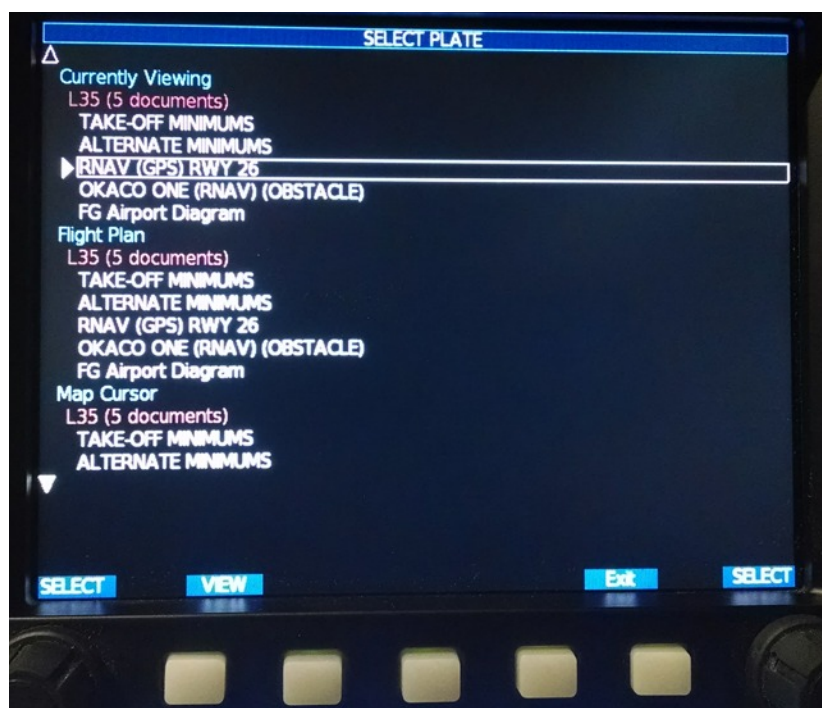 SELECT PLATE
Currently Viewing
L35 (5 documents)
TAKE-OFF MINIMUMS
ALTERNATE MINIMUMS
RNAV (GPS) RWY 26
OKACO ONE (RNAV) (OBSTACLE)
FG Airport Diagram
Flight Plan
L35 (5 documents)
TAKE-OFF MINIMUMS
ALTERNATE MINIMUMS
RNAV (GPS) RWY 26
OKACO ONE (RNAV) (OBSTACLE)
FG Airport Diagram
Map Cursor
L35 (5 documents)
TAKE-OFF MINIMUMS
ALTERNATE MINIMUMS
SELECT VIEW Exit SELECT